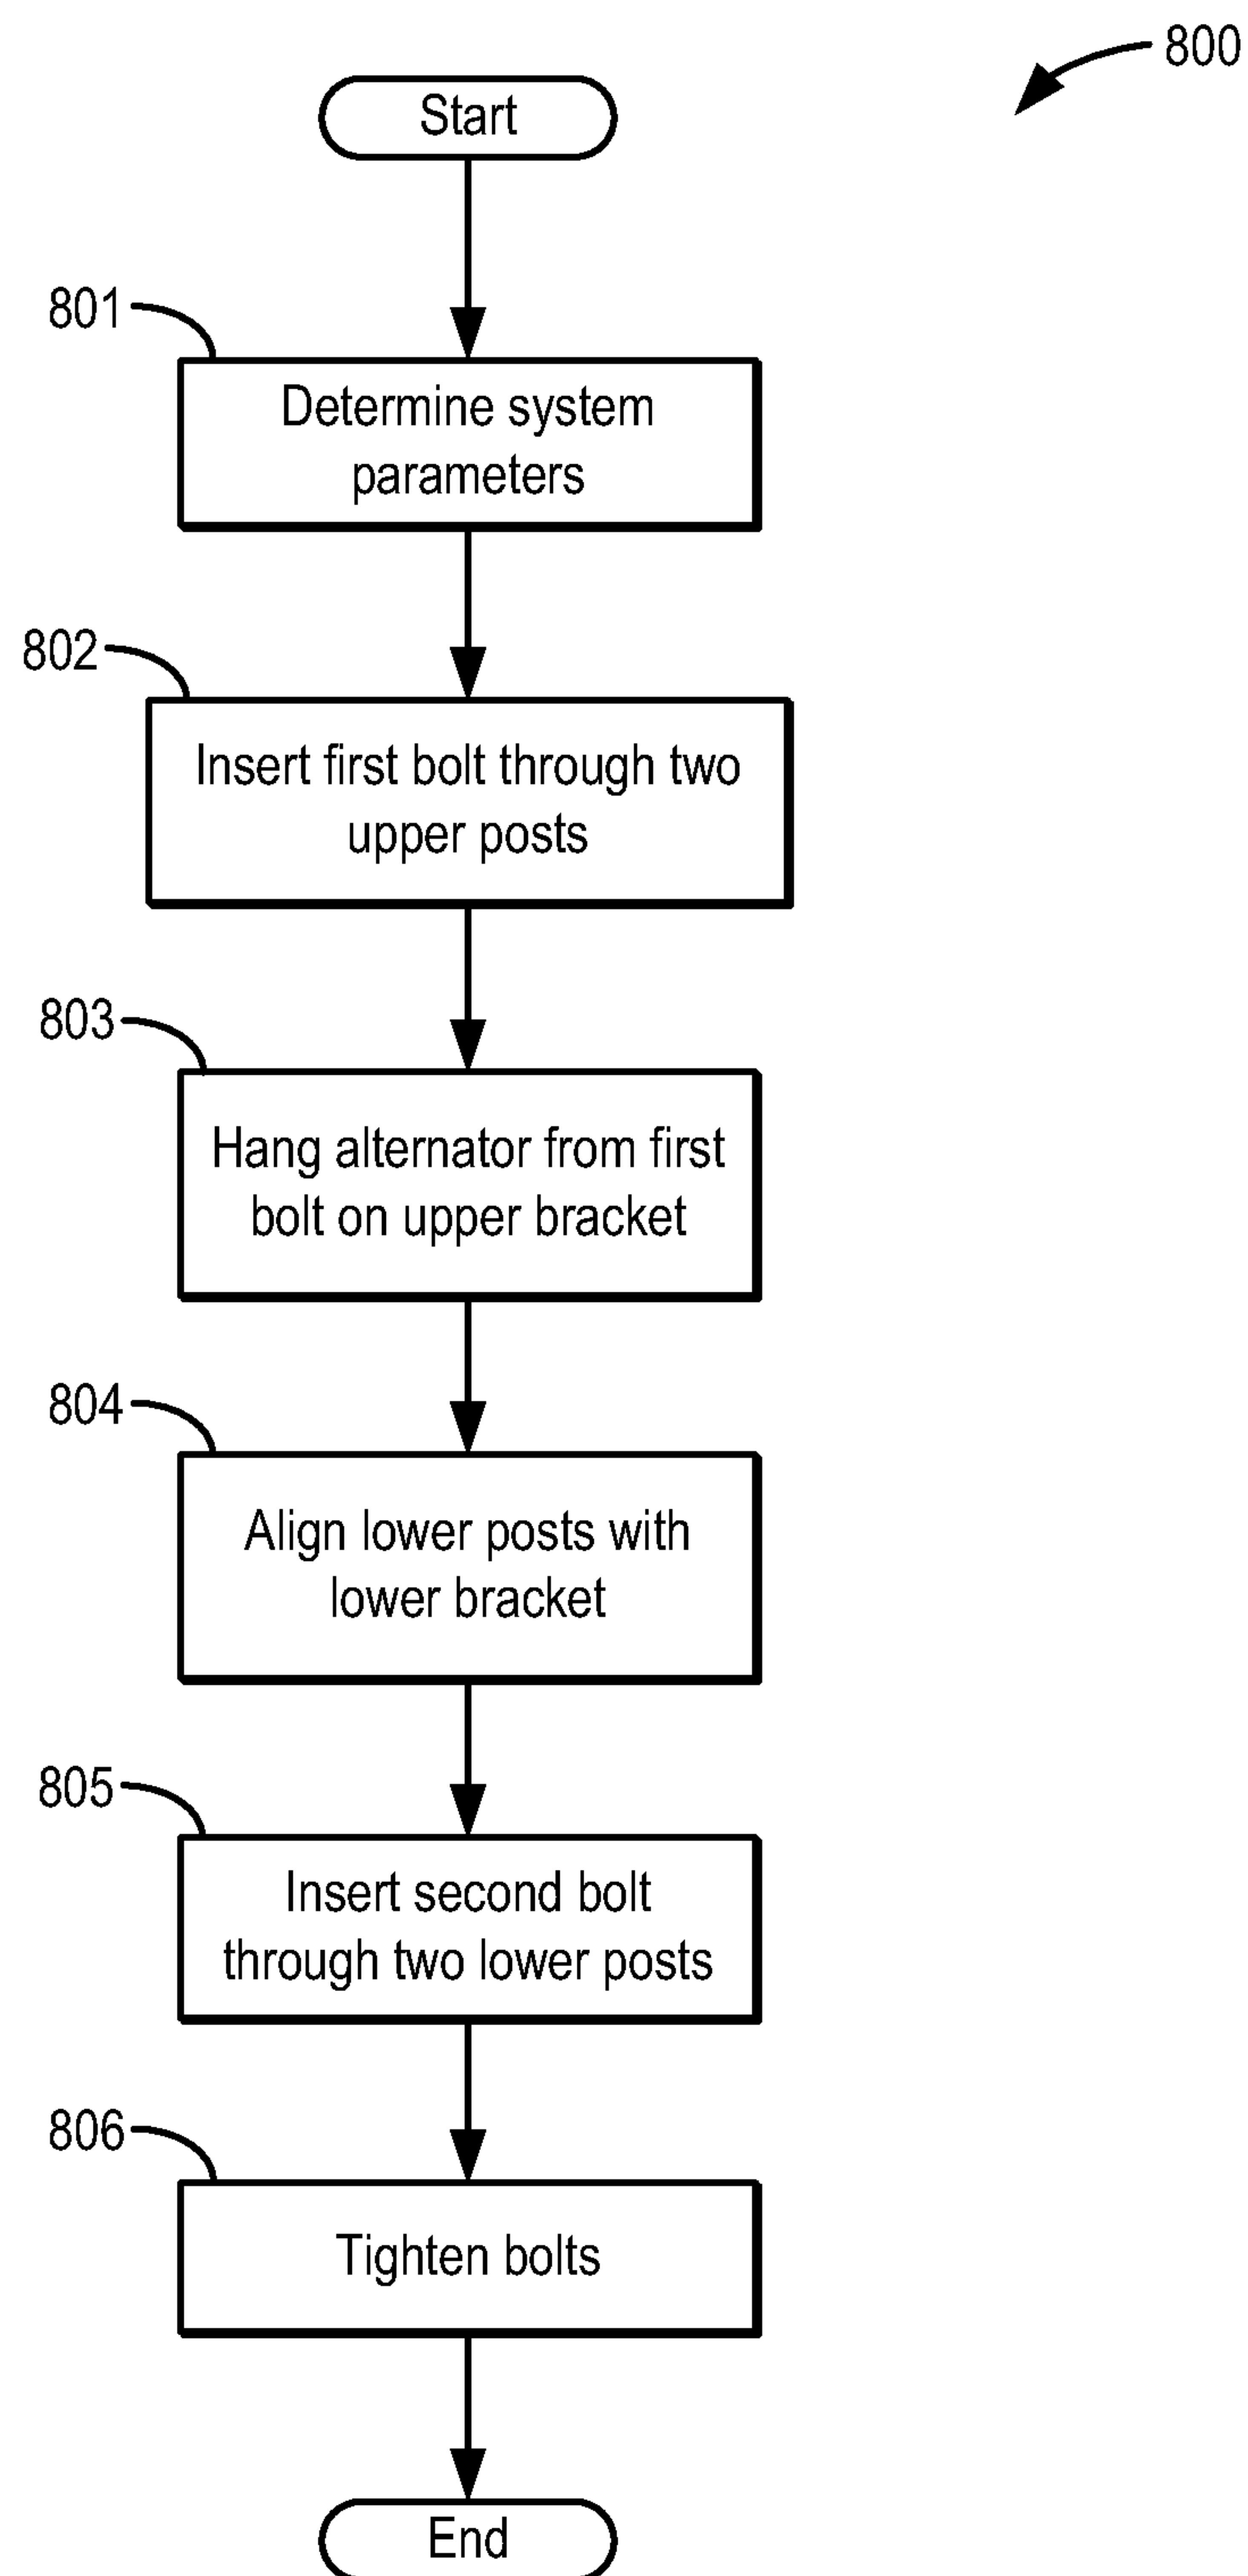 800
Start
801
Determine system
parameters
802
Insert first bolt through two
upper posts
803
Hang alternator from first
bolt on upper bracket
804
Align lower posts with
lower bracket
805
Insert second bolt
through two lower posts
806
Tighten bolts
End